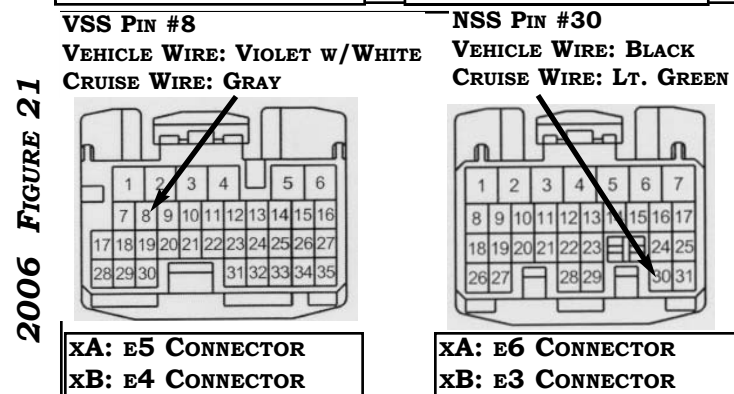 2006 FIGURE 21
VSS PIN #8
VEHICLE WIRE: VIOLET W/WHITE
CRUISE WIRE: GRAY
1 2 3 4 5 6
7 8 9 10 11 12 13 14 15 16
17 18 19 20 21 22 23 24 25 26 27
28 29 30 31 32 33 34 35
XA: E5 CONNECTOR
XB: E4 CONNECTOR
NSS PIN #30
VEHICLE WIRE: BLACK
CRUISE WIRE: LT. GREEN
1 2 3 4 5 6 7
8 9 10 11 12 13 14 15 16 17
18 19 20 21 22 23 24 25
26 27 28 29 30 31
XA: E6 CONNECTOR
XB: E3 CONNECTOR